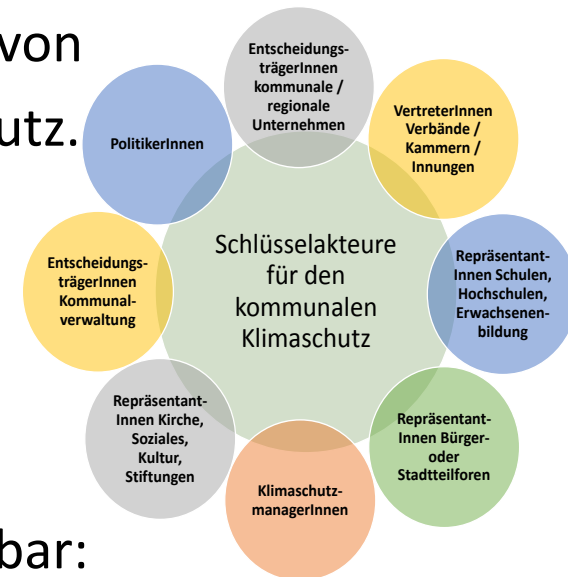 von
utz.
Entscheidungs-
trägerInnen
kommunale /
regionale
Unternehmen
VertreterInnen
Verbände /
Kammern /
Innungen
PolitikerInnen
Schlüsselakteure
für den
kommunalen
Klimaschutz
Repräsentant-
Innen Schulen,
Hochschulen,
Erwachsenen-
bildung
Entscheidungs-
trägerInnen
Kommunal-
verwaltung
Repräsentant-
Innen Kirche,
Soziales,
Kultur,
Stiftungen
Repräsentant-
Innen Bürger-
oder
Stadtteilforen
Klimaschutz-
managerInnen
bar: